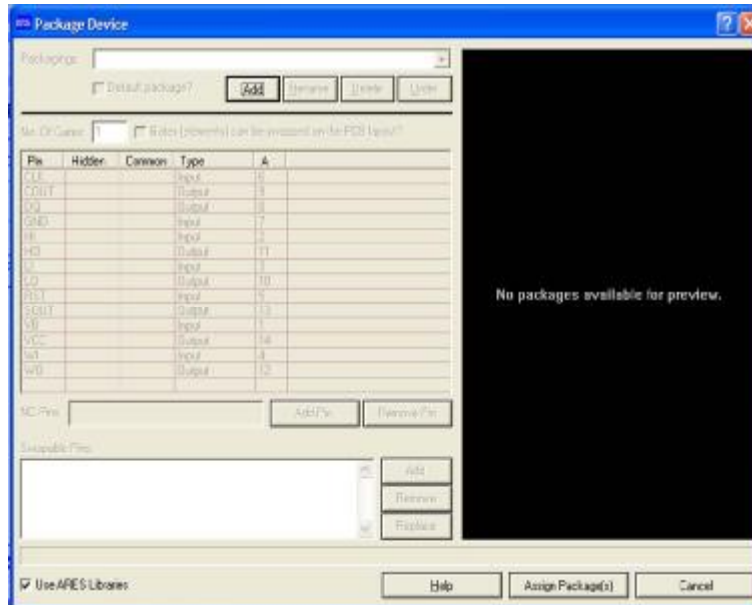 Package Device
Packagings:
Default package?
Add Rename Delete Order
No. Of Gates: 1 Gates (elements) can be swapped on the PCB layout?
Pin Hidden Common Type A
Input 6
COUT Output 9
Output 8
GND Input 7
HI Input 2
HO Output 11
LI Input 3
LO Output 10
RST Input 5
SOUT Output 13
VB Input 1
VCC Output 14
Input 4
Output 12
No packages available for preview.
NC Pins: Add Pin Remove Pin
Swapable Pins:
Add
Remove
Replace
Use ARES Libraries
Help Assign Package(s) Cancel